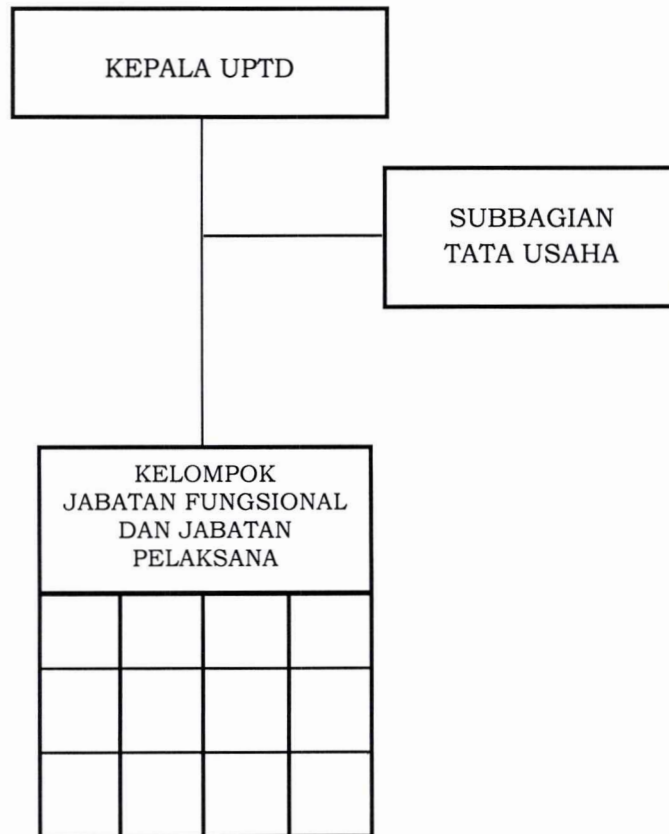 KEPALA UPTD
SUBBAGIAN
TATA USAHA
KELOMPOK
JABATAN FUNGSIONAL
DAN JABATAN
PELAKSANA